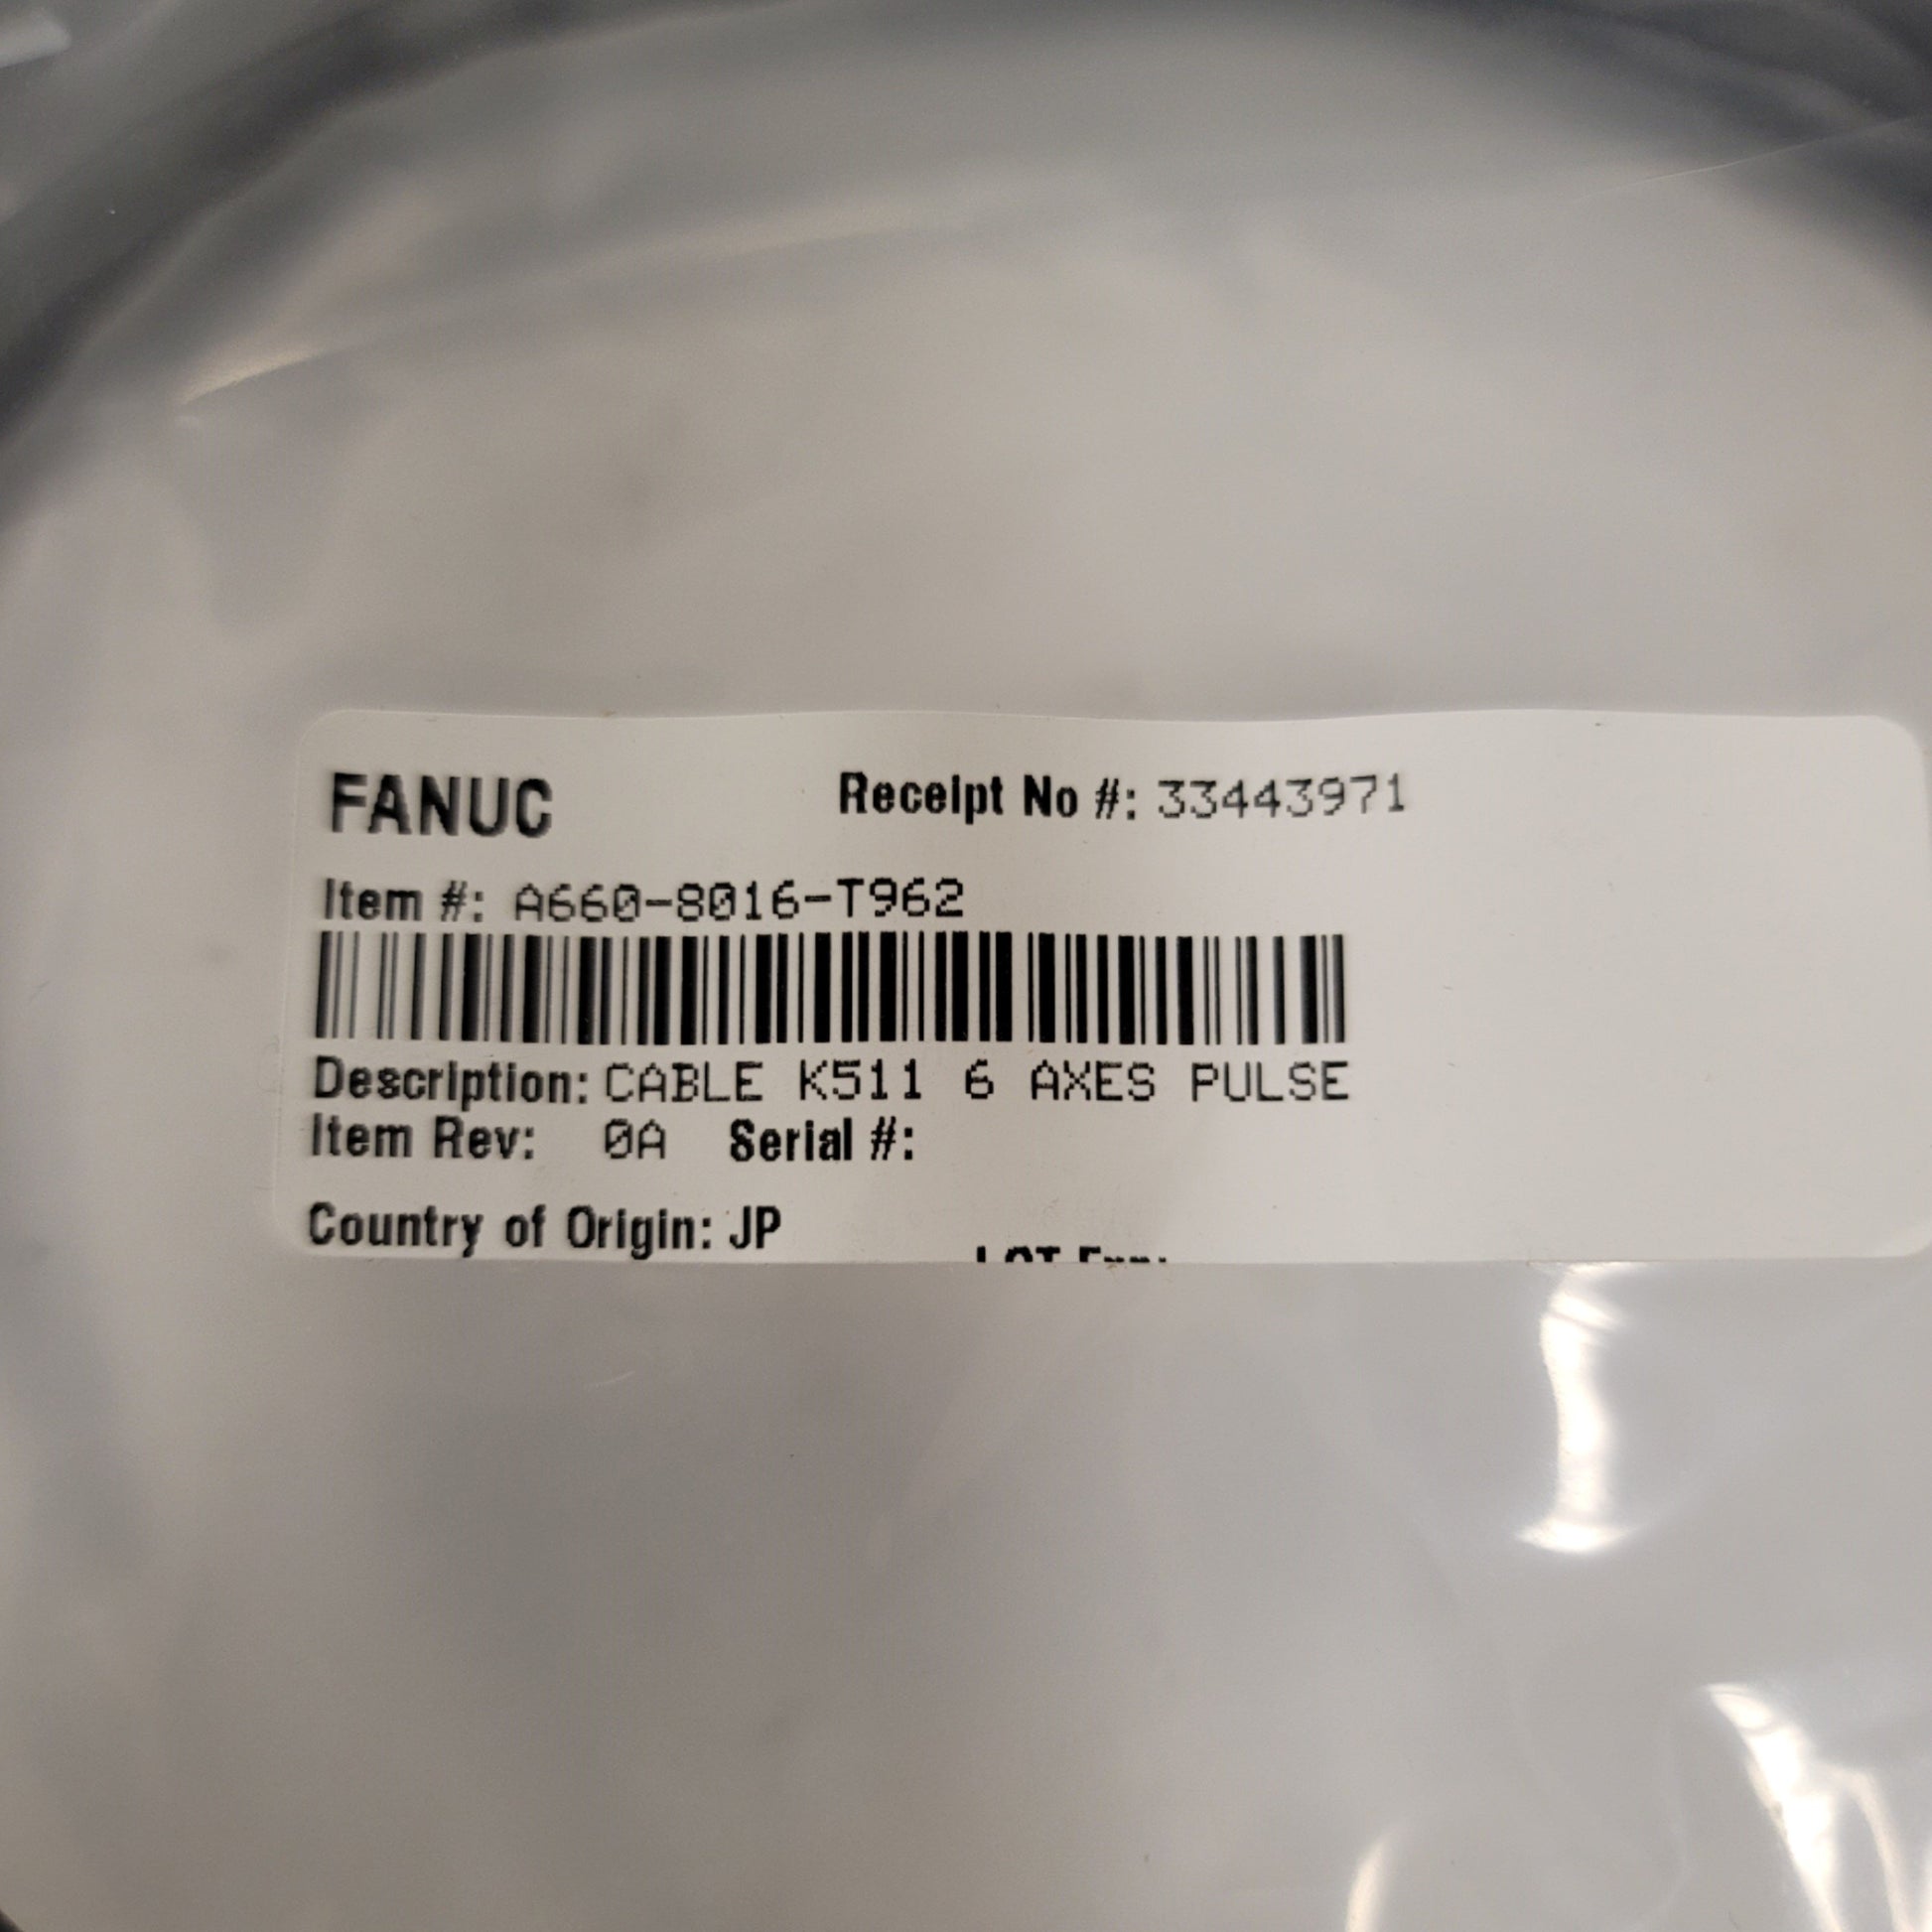 FANUC
Receipt No #: 33443971
Item #: A660-8016-T962
Description: CABLE K511 6 AXES PULSE
Item Rev: 0A Serial #:
Country of Origin: JP
LOT